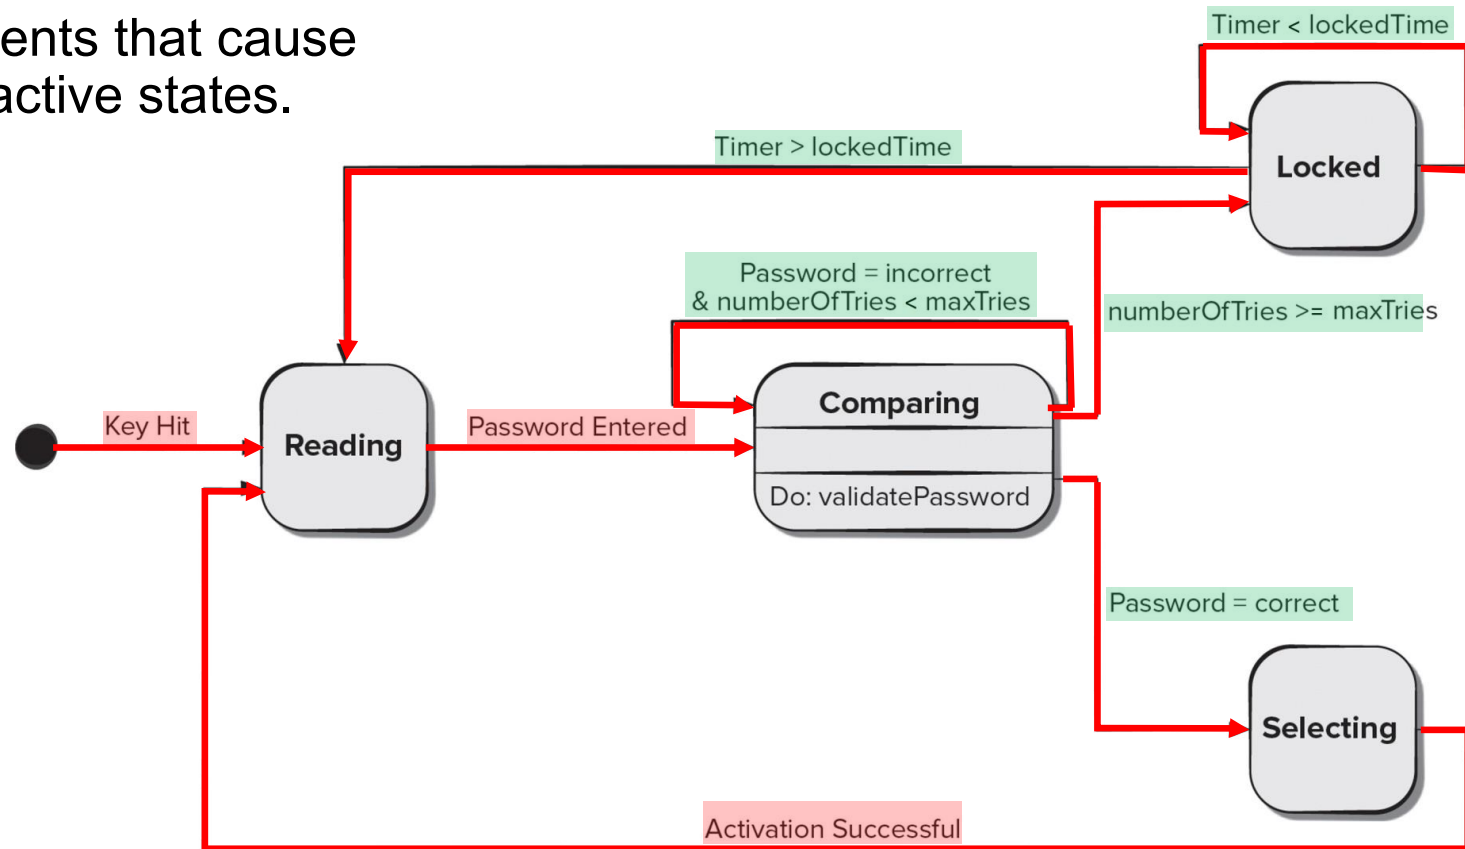 ents that cause
active states.
Timer < lockedTime
Timer > lockedTime
Locked
Password = incorrect
& numberOfTries < maxTries
numberOfTries >= maxTries
Key Hit
Reading
Password Entered
Comparing
Do: validatePassword
Password = correct
Selecting
Activation Successful